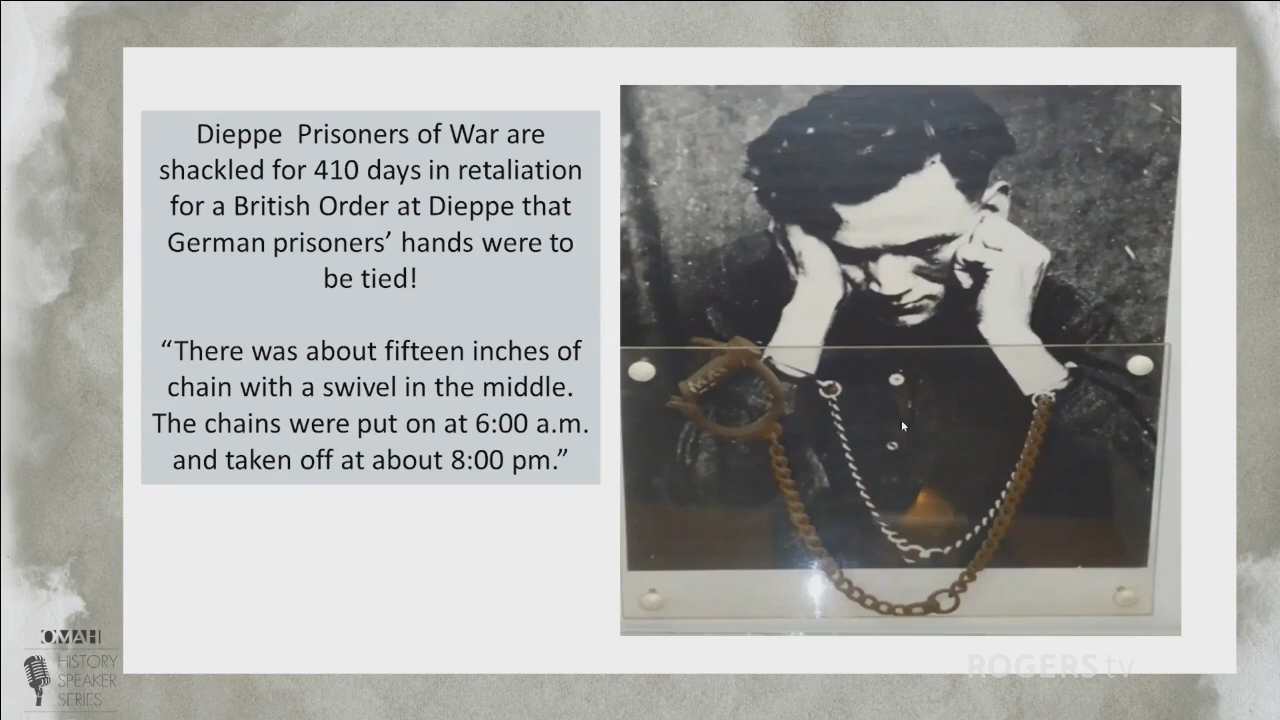 Dieppe  Prisoners of War are
shackled for 410 days in retaliation
for a British Order at Dieppe that
German prisoners’ hands were to
be tied!
“There was about fifteen inches of
chain with a swivel in the middle.
The chains were put on at 6:00 a.m.
and taken off at about 8:00 pm.”
OMAH
HISTORY
SPEAKER
SERIES
ROGERS tv